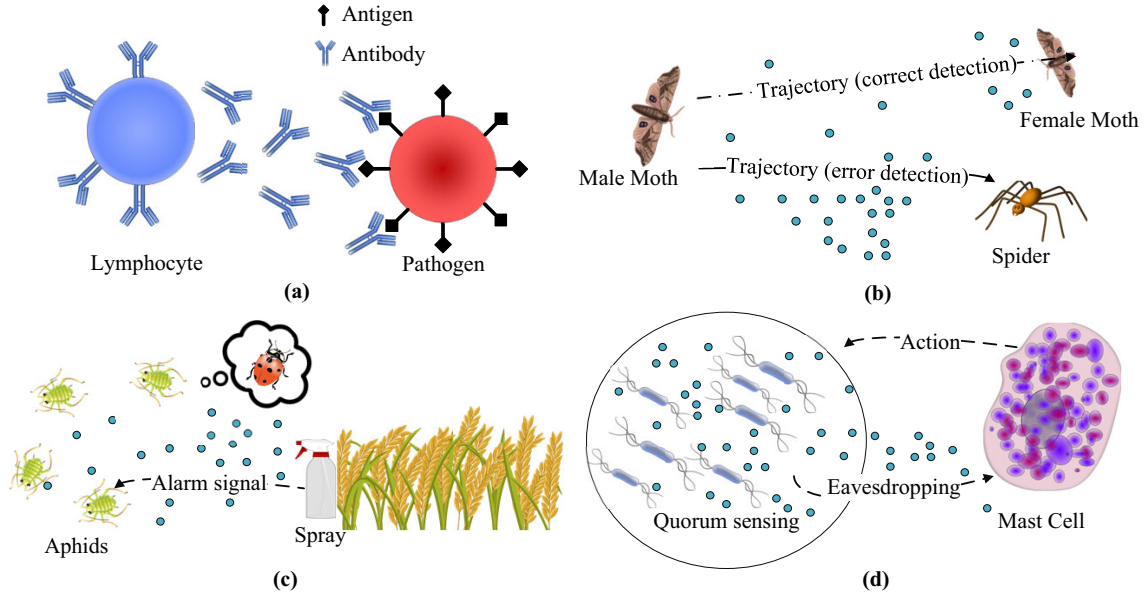 Antigen
Antibody
Lymphocyte
Pathogen
(a)
Trajectory (correct detection)
Female Moth
Male Moth
Trajectory (error detection)
Spider
(b)
Alarm signal
Aphids
Spray
(c)
Action
Eavesdropping
Quorum sensing
Mast Cell
(d)